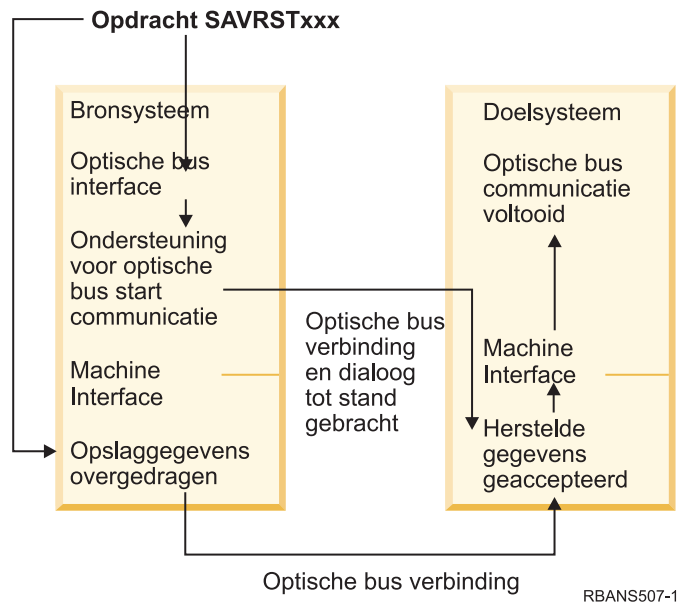 Opdracht SAVRSTxxx
Bronsysteem
Optische bus
interface
Ondersteuning
voor optische
bus start
communicatie
Machine
Interface
Opslaggegevens
overgedragen
Optische bus
verbinding
en dialoog
tot stand
gebracht
Doelsysteem
Optische bus
communicatie
voltooid
Machine
Interface
Herstelde
gegevens
geaccepteerd
Optische bus verbinding
RBANS507-1